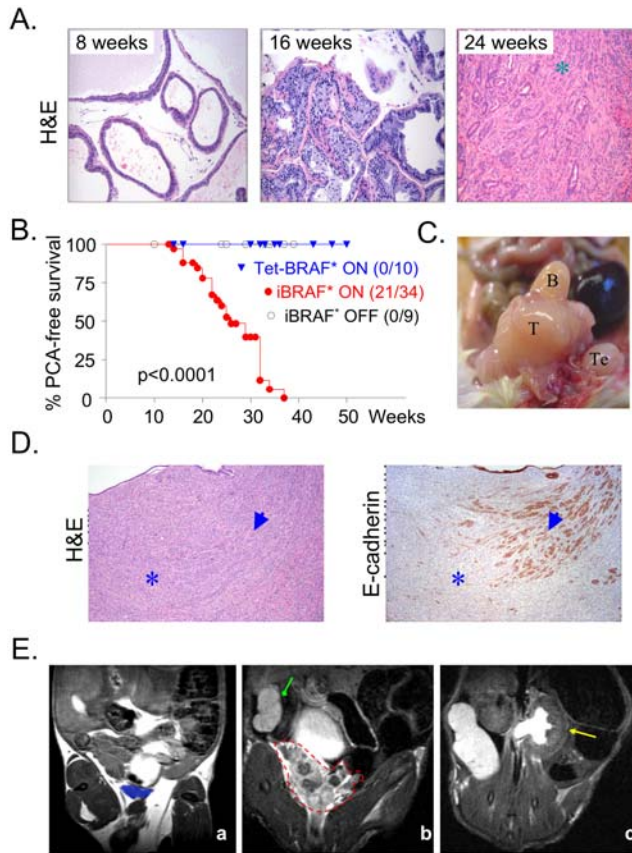 A.
8 weeks
16 weeks
24 weeks
H&E
*
B.
% PCA-free survival
100
75
50
25
0
0 10 20 30 40 50 Weeks
Tet-BRAF* ON (0/10)
iBRAF* ON (21/34)
iBRAF* OFF (0/9)
p<0.0001
C.
B
T
Te
D.
H&E
*
E-cadherin
*
E.
a
b
c